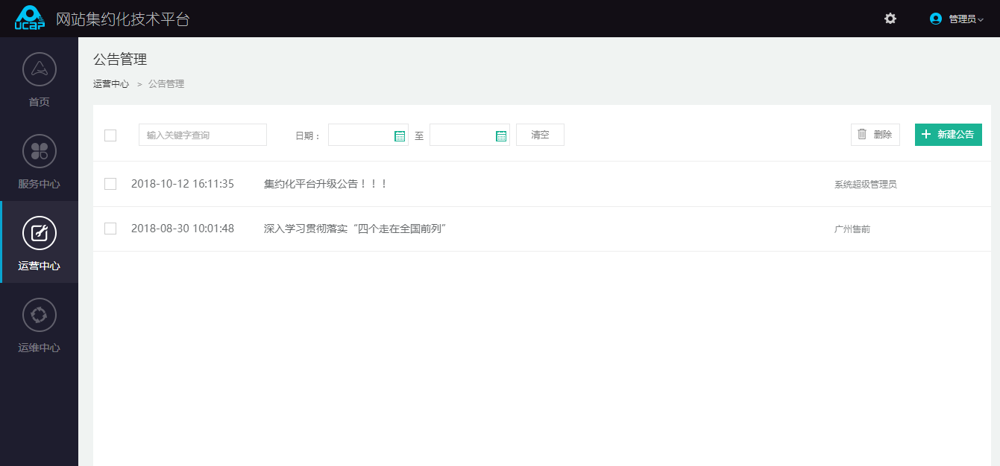 UCAP 网站集约化技术平台 管理员
首页
服务中心
运营中心
运维中心
公告管理
运营中心 > 公告管理
输入关键字查询 日期： 至 清空 删除 新建公告
2018-10-12 16:11:35 集约化平台升级公告！！！ 系统超级管理员
2018-08-30 10:01:48 深入学习贯彻落实“四个走在全国前列” 广州售前